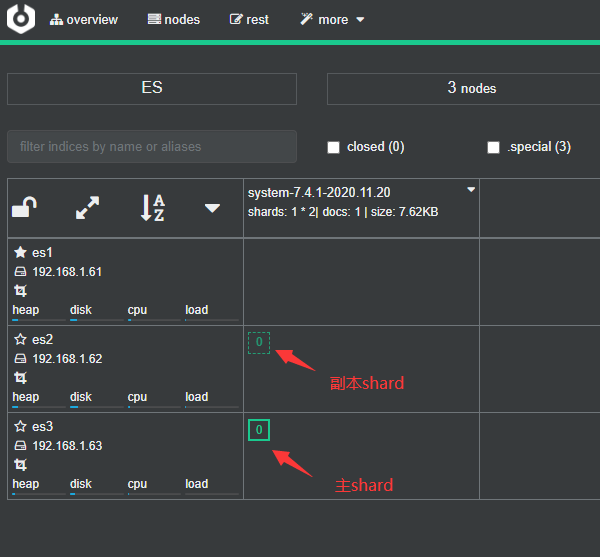 overview nodes rest more
ES
3 nodes
filter indices by name or aliases
closed (0)
.special (3)
A
Z
system-7.4.1-2020.11.20
shards: 1 * 2| docs: 1 | size: 7.62KB
es1
192.168.1.61
heap disk cpu load
es2
192.168.1.62
heap disk cpu load
0
副本shard
es3
192.168.1.63
heap disk cpu load
0
主shard